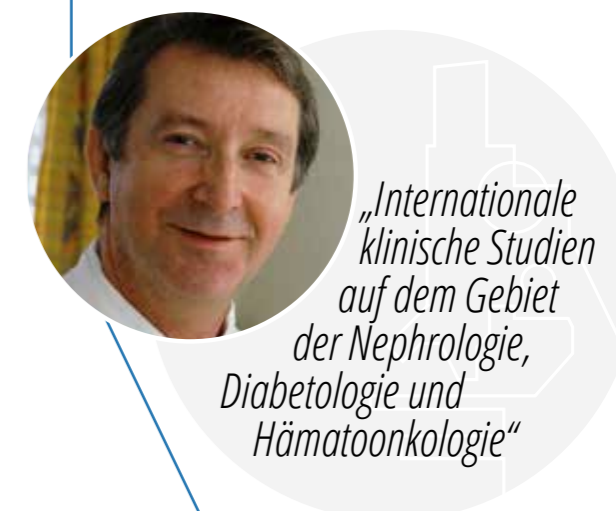 „Internationale
klinische Studien
auf dem Gebiet
der Nephrologie,
Diabetologie und
Hämatoonkologie“